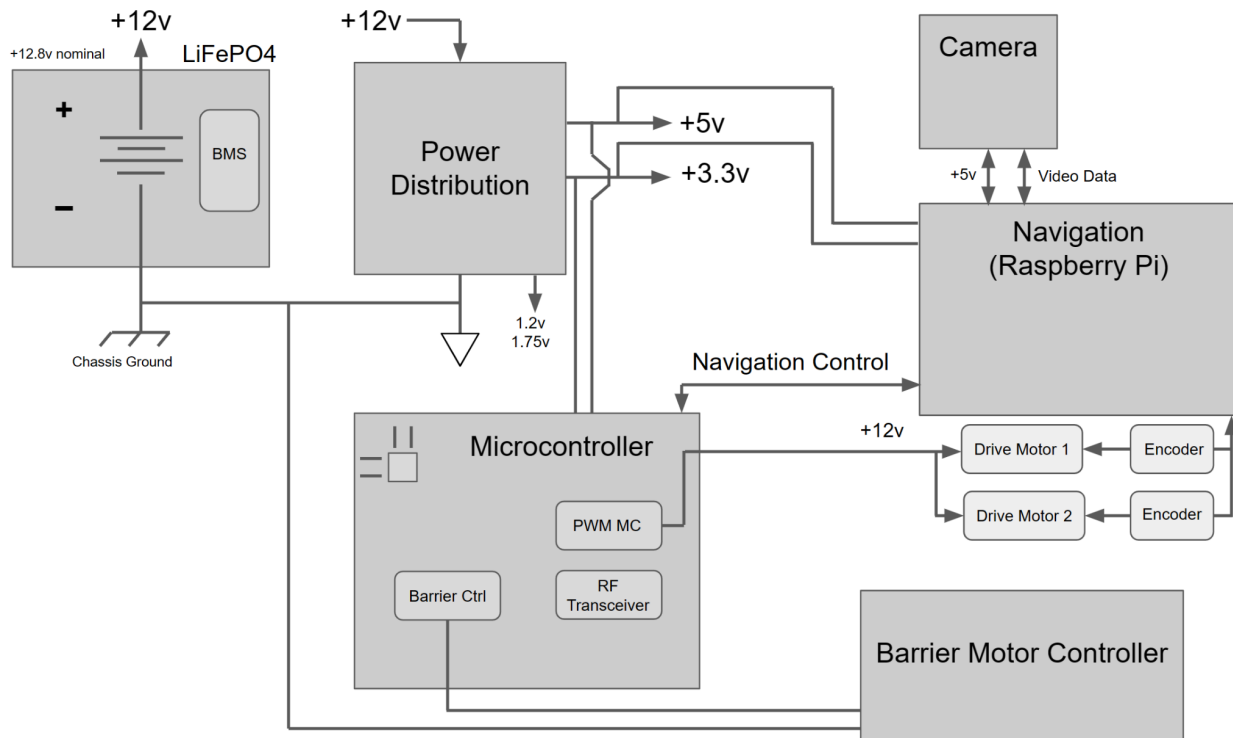 +12v
+12.8v nominal
LiFePO4
+
BMS
−
Chassis Ground
+12v
Power
Distribution
+5v
+3.3v
1.2v
1.75v
Camera
+5v
Video Data
Navigation
(Raspberry Pi)
Navigation Control
Microcontroller
PWM MC
RF
Transceiver
Barrier Ctrl
+12v
Drive Motor 1
Encoder
Drive Motor 2
Encoder
Barrier Motor Controller